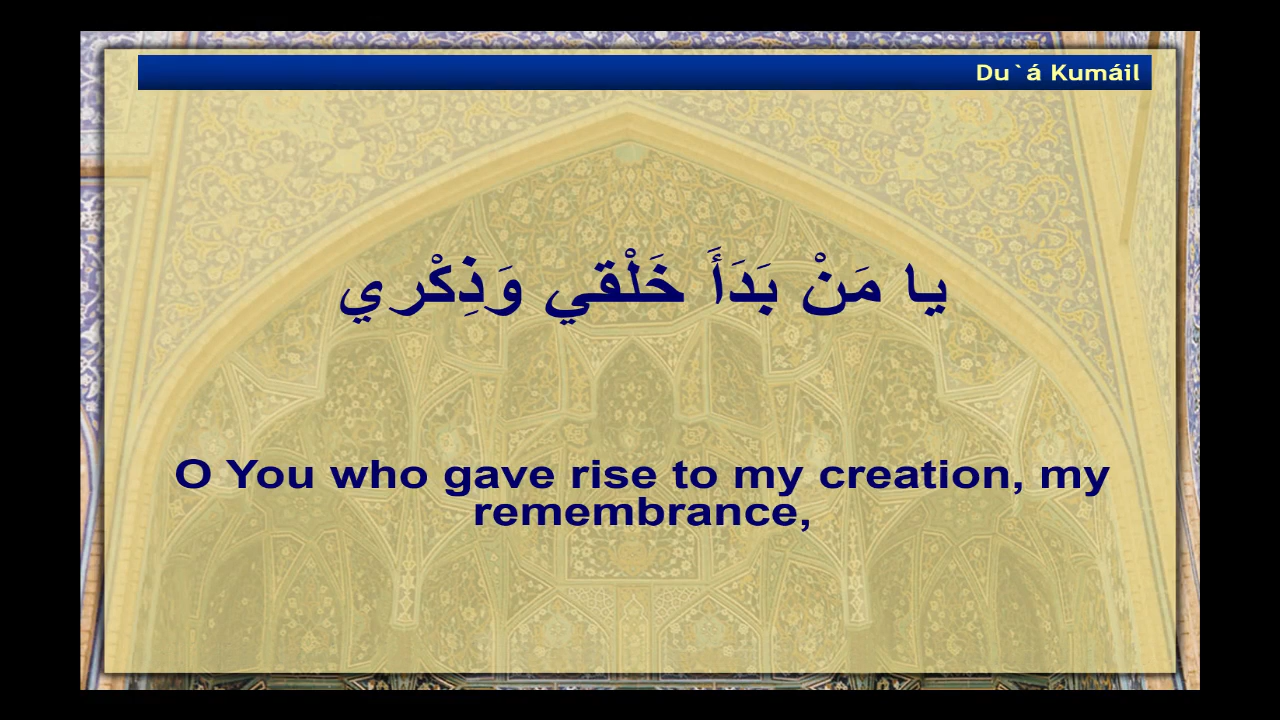 Du`á Kumáil
يا مَنْ بَدَأَ خَلْقي وَذِكْري
O You who gave rise to my creation, my
remembrance,